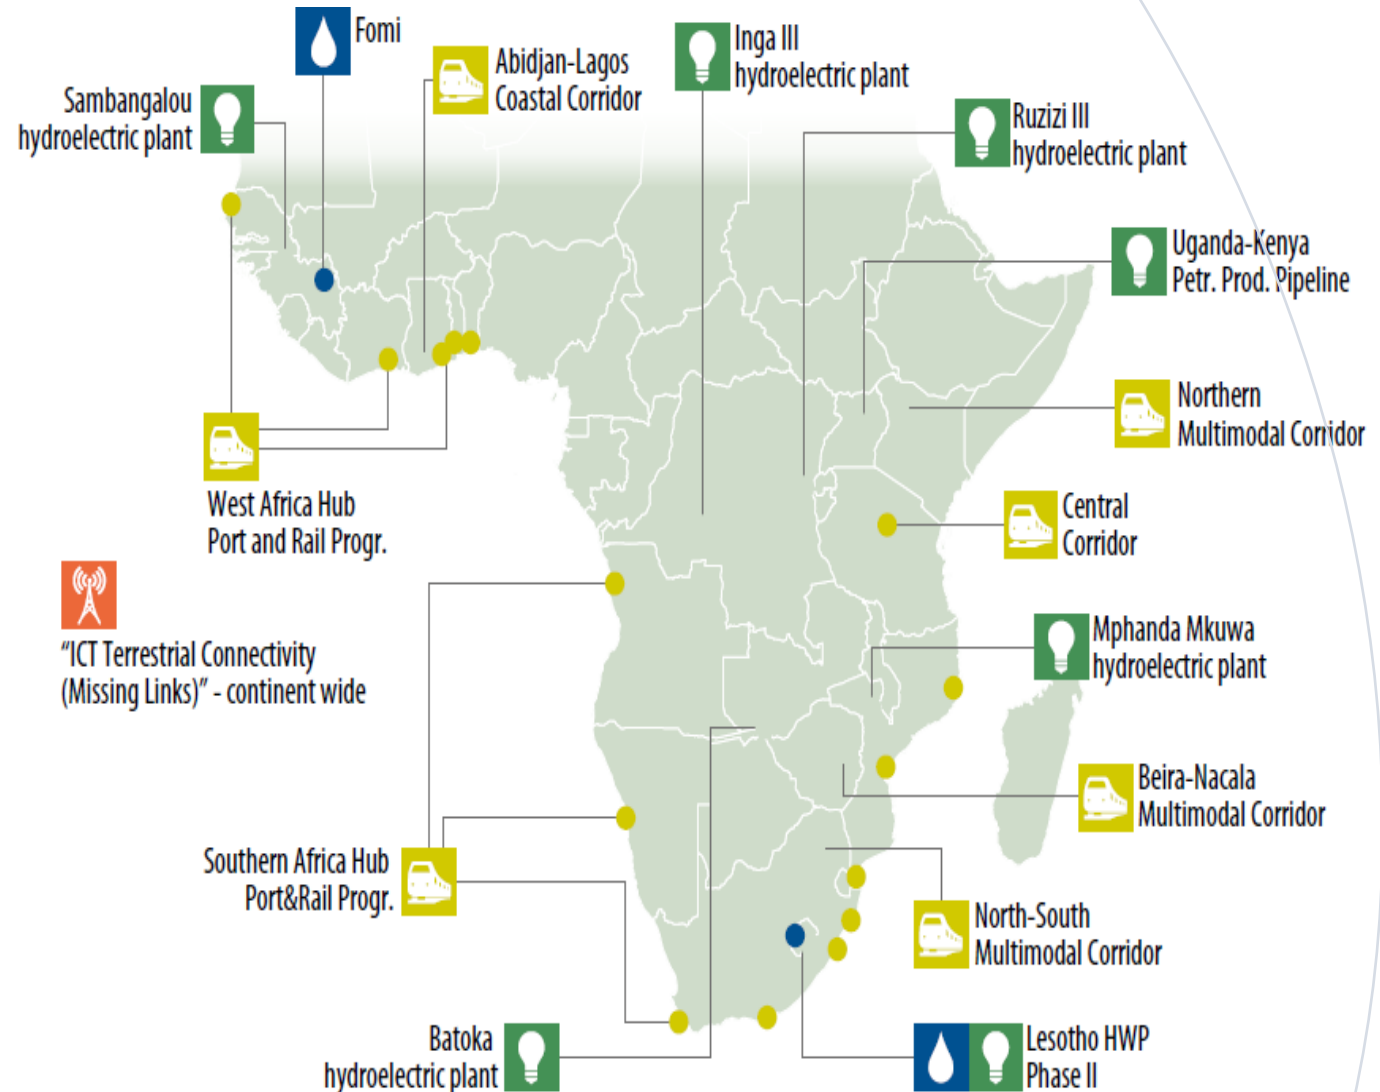 Fomi
Abidjan-Lagos
Coastal Corridor
Inga III
hydroelectric plant
Sambangalou
hydroelectric plant
Ruzizi III
hydroelectric plant
Uganda-Kenya
Petr. Prod. Pipeline
Northern
Multimodal Corridor
West Africa Hub
Port and Rail Progr.
Central
Corridor
"ICT Terrestrial Connectivity
(Missing Links)" - continent wide
Mphanda Mkuwa
hydroelectric plant
Beira-Nacala
Multimodal Corridor
Southern Africa Hub
Port&Rail Progr.
North-South
Multimodal Corridor
Batoka
hydroelectric plant
Lesotho HWP
Phase II